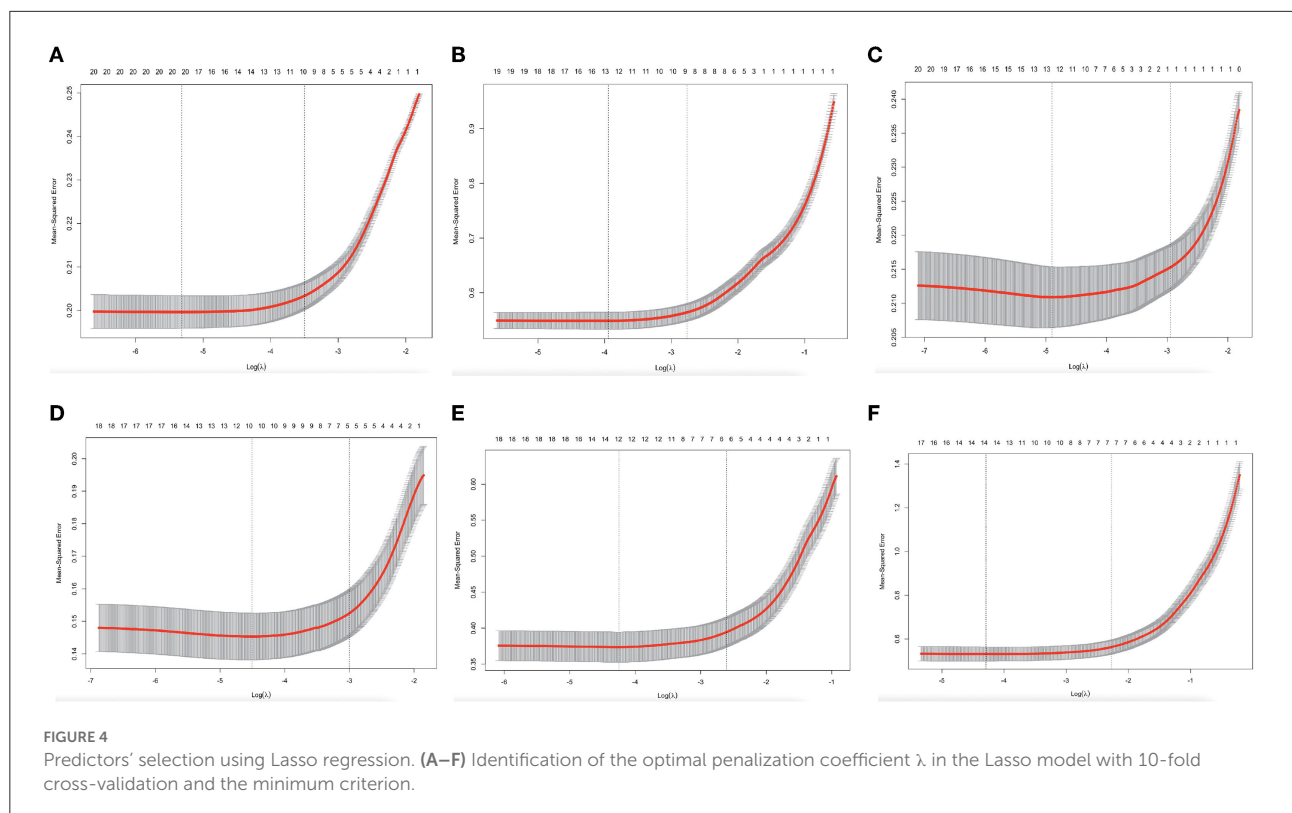 A
20 20 20 20 20 20 20 20 17 16 16 14 13 11 11 10 9 8 5 5 5 4 4 2 1 1 1
0.25
0.24
0.23
0.22
0.21
0.20
Mean-Squared Error
-6 -5 -4 -3 -2
Log(λ)
B
19 19 19 18 18 17 16 14 13 12 11 10 10 9 8 8 8 6 5 3 1 1 1 1 1 1 1
0.9
0.8
0.7
0.6
Mean-Squared Error
-5 -4 -3 -2 -1
Log(λ)
C
20 20 19 17 16 15 15 15 13 13 12 10 7 7 6 5 3 3 2 2 1 1 1 1 1 1 1 0
0.240
0.235
0.230
0.225
0.220
0.215
0.210
0.205
Mean-Squared Error
-7 -6 -5 -4 -3 -2
Log(λ)
D
18 18 17 17 17 16 14 13 13 12 10 10 10 9 9 9 8 7 5 5 5 4 4 4 2 1
0.20
0.19
0.18
0.17
0.16
0.15
0.14
Mean-Squared Error
-7 -6 -5 -4 -3 -2
Log(λ)
E
18 18 18 18 18 16 14 14 12 12 12 11 8 7 7 7 6 6 5 4 4 4 3 2 1 1
0.60
0.55
0.50
0.45
0.40
0.35
Mean-Squared Error
-6 -5 -4 -3 -2 -1
Log(λ)
F
17 16 16 14 14 14 14 13 11 10 10 10 8 8 7 7 7 7 6 4 4 4 3 2 2 1 1 1 1
1.4
1.2
1.0
0.8
0.6
Mean-Squared Error
-5 -4 -3 -2 -1
Log(λ)
FIGURE 4
Predictors' selection using Lasso regression. (A–F) Identification of the optimal penalization coefficient λ in the Lasso model with 10-fold
cross-validation and the minimum criterion.